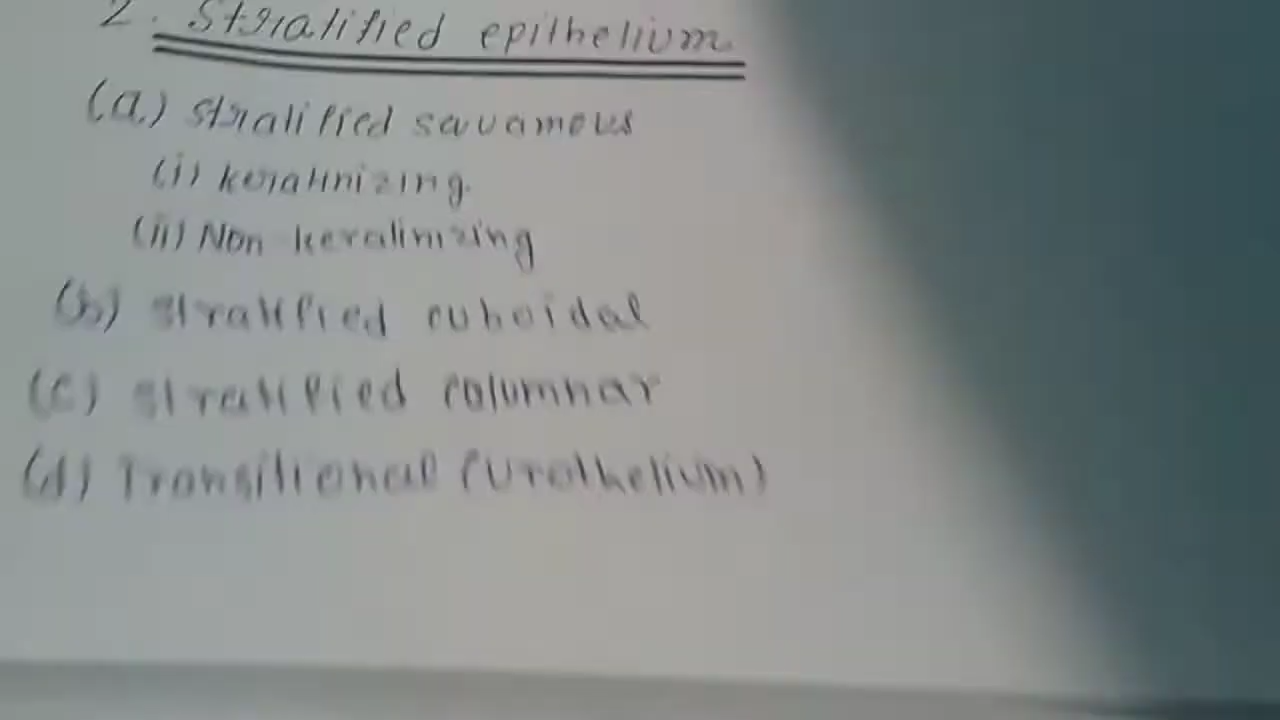 2. Stratified epithelium
(a) stratified squamous
(i) keratinizing.
(ii) Non keratinizing
(b) stratified cuboidal
(c) stratified columnar
(d) Transitional (urothelium)